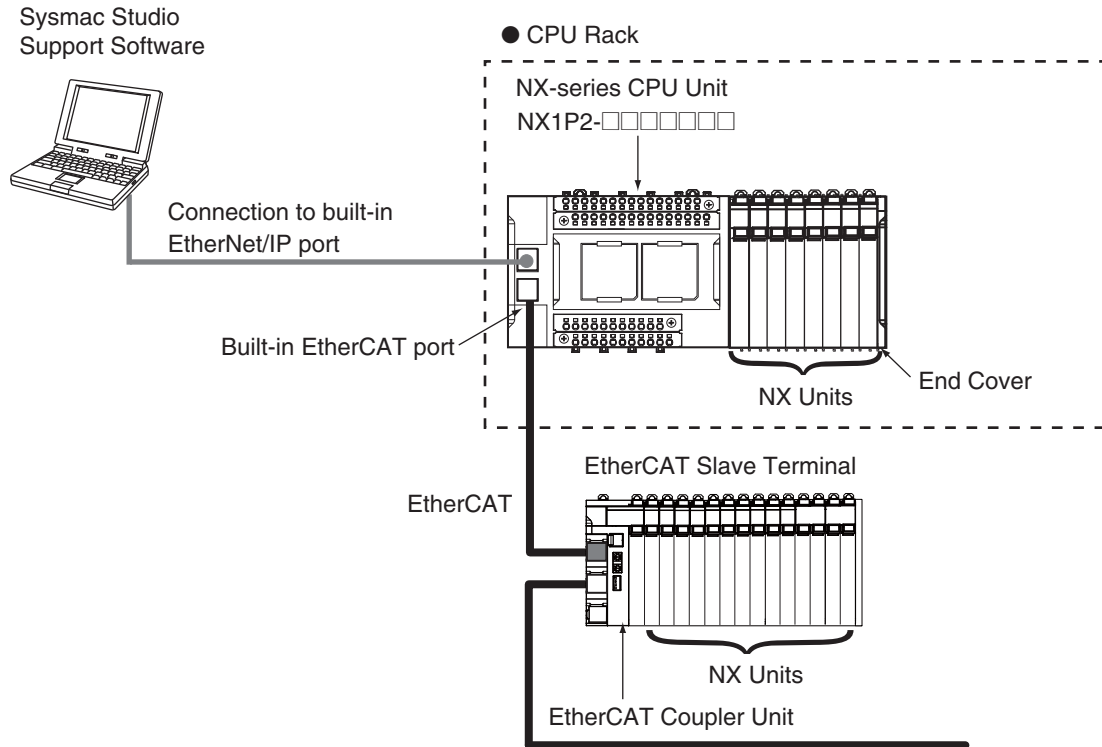 Sysmac Studio
Support Software
● CPU Rack
NX-series CPU Unit
NX1P2-□□□□□□□
Connection to built-in
EtherNet/IP port
Built-in EtherCAT port
End Cover
NX Units
EtherCAT Slave Terminal
EtherCAT
NX Units
EtherCAT Coupler Unit